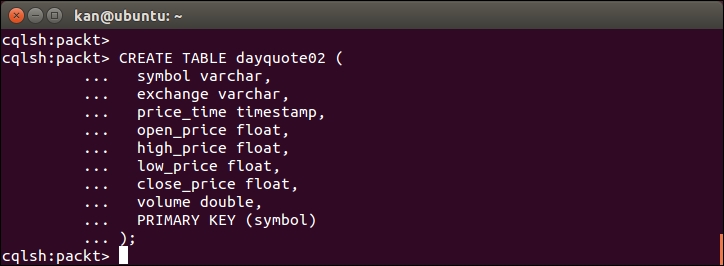 kan@ubuntu: ~
cqlsh:packt>
cqlsh:packt> CREATE TABLE dayquote02 (
         ...   symbol varchar,
         ...   exchange varchar,
         ...   price_time timestamp,
         ...   open_price float,
         ...   high_price float,
         ...   low_price float,
         ...   close_price float,
         ...   volume double,
         ...   PRIMARY KEY (symbol)
         ... );
cqlsh:packt>